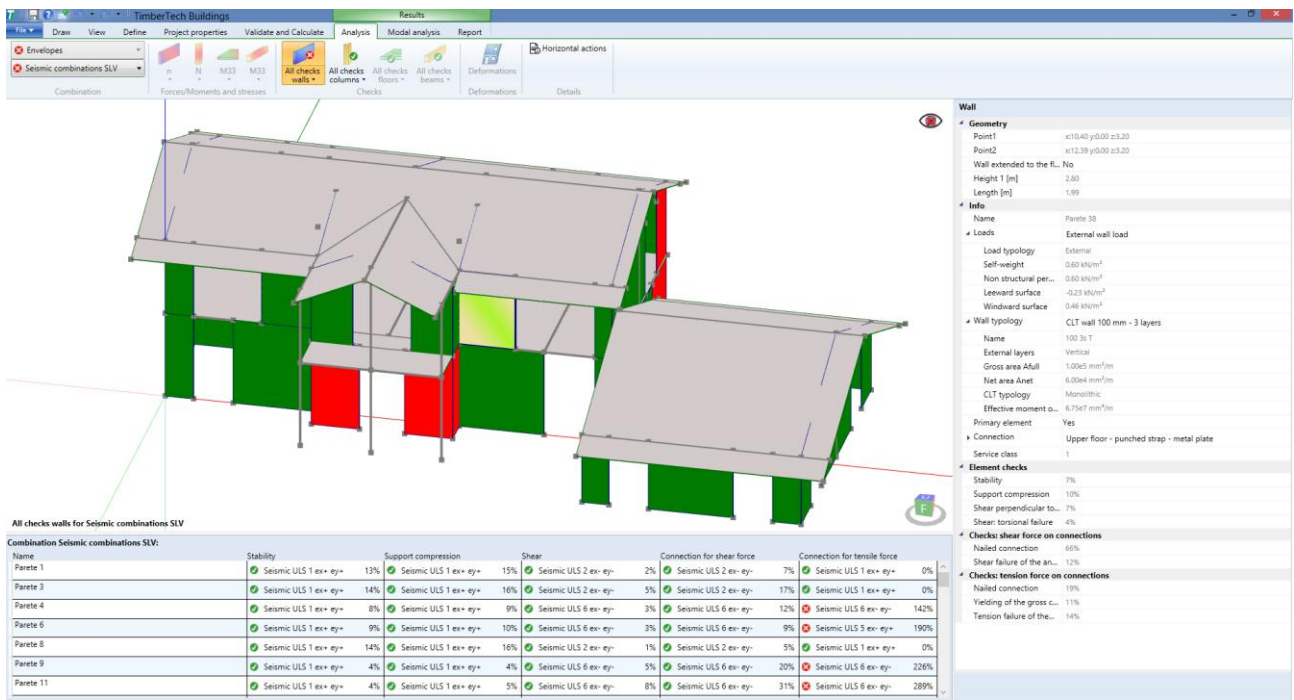 TimberTech Buildings
Results
File Draw View Define Project properties Validate and Calculate Analysis Modal analysis Report
Envelopes
Seismic combinations SLV
Combination
n N M33 M33
Forces/Moments and stresses
All checks walls
All checks columns
All checks floors
All checks beams
Checks
Deformations
Deformations
Horizontal actions
Details
All checks walls for Seismic combinations SLV
Wall
Geometry
Point1 x:10.40 y:0.00 z:3.20
Point2 x:12.39 y:0.00 z:3.20
Wall extended to the fl... No
Height 1 [m] 2.80
Length [m] 1.99
Info
Name Parete 38
Loads External wall load
Load typology External
Self-weight 0.60 kN/m²
Non structural per... 0.60 kN/m²
Leeward surface -0.23 kN/m²
Windward surface 0.46 kN/m²
Wall typology CLT wall 100 mm - 3 layers
Name 100 3s T
External layers Vertical
Gross area Afull 1.00e5 mm²/m
Net area Anet 6.00e4 mm²/m
CLT typology Monolithic
Effective moment o... 6.75e7 mm⁴/m
Primary element Yes
Connection Upper floor - punched strap - metal plate
Service class 1
Element checks
Stability 7%
Support compression 10%
Shear perpendicular to... 7%
Shear: torsional failure 4%
Checks: shear force on connections
Nailed connection 66%
Shear failure of the an... 12%
Checks: tension force on connections
Nailed connection 19%
Yielding of the gross c... 11%
Tension failure of the... 14%
Combination Seismic combinations SLV:
Name Stability Support compression Shear Connection for shear force Connection for tensile force
Parete 1 Seismic ULS 1 ex+ ey+ 13% Seismic ULS 1 ex+ ey+ 15% Seismic ULS 2 ex- ey- 2% Seismic ULS 2 ex- ey- 7% Seismic ULS 1 ex+ ey+ 0%
Parete 3 Seismic ULS 1 ex+ ey+ 14% Seismic ULS 1 ex+ ey+ 16% Seismic ULS 2 ex- ey- 5% Seismic ULS 2 ex- ey- 17% Seismic ULS 1 ex+ ey+ 0%
Parete 4 Seismic ULS 1 ex+ ey+ 8% Seismic ULS 1 ex+ ey+ 9% Seismic ULS 6 ex- ey- 3% Seismic ULS 6 ex- ey- 12% Seismic ULS 6 ex- ey- 142%
Parete 6 Seismic ULS 1 ex+ ey+ 9% Seismic ULS 1 ex+ ey+ 10% Seismic ULS 6 ex- ey- 3% Seismic ULS 6 ex- ey- 9% Seismic ULS 5 ex- ey+ 190%
Parete 8 Seismic ULS 1 ex+ ey+ 14% Seismic ULS 1 ex+ ey+ 16% Seismic ULS 2 ex- ey- 1% Seismic ULS 2 ex- ey- 5% Seismic ULS 1 ex+ ey+ 0%
Parete 9 Seismic ULS 1 ex+ ey+ 4% Seismic ULS 1 ex+ ey+ 4% Seismic ULS 6 ex- ey- 5% Seismic ULS 6 ex- ey- 20% Seismic ULS 6 ex- ey- 226%
Parete 11 Seismic ULS 1 ex+ ey+ 4% Seismic ULS 1 ex+ ey+ 5% Seismic ULS 6 ex- ey- 8% Seismic ULS 6 ex- ey- 31% Seismic ULS 6 ex- ey- 289%